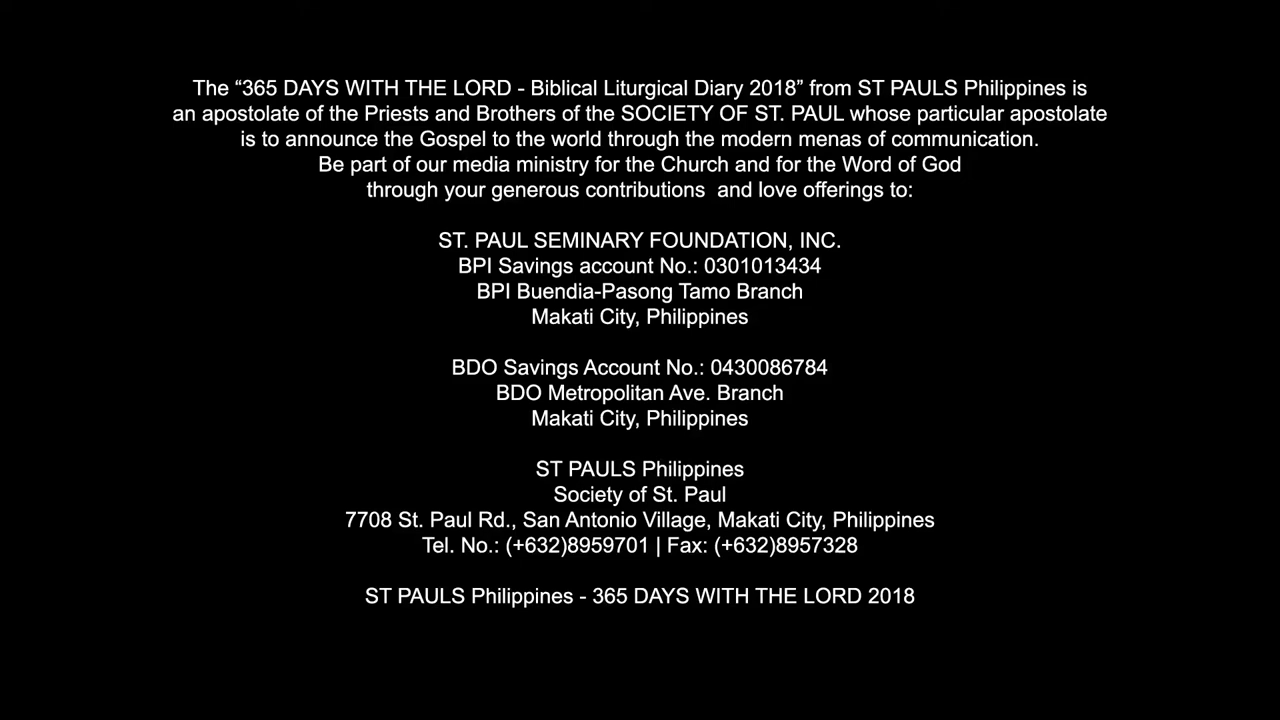 The “365 DAYS WITH THE LORD - Biblical Liturgical Diary 2018” from ST PAULS Philippines is
an apostolate of the Priests and Brothers of the SOCIETY OF ST. PAUL whose particular apostolate
is to announce the Gospel to the world through the modern menas of communication.
Be part of our media ministry for the Church and for the Word of God
through your generous contributions  and love offerings to:
ST. PAUL SEMINARY FOUNDATION, INC.
BPI Savings account No.: 0301013434
BPI Buendia-Pasong Tamo Branch
Makati City, Philippines
BDO Savings Account No.: 0430086784
BDO Metropolitan Ave. Branch
Makati City, Philippines
ST PAULS Philippines
Society of St. Paul
7708 St. Paul Rd., San Antonio Village, Makati City, Philippines
Tel. No.: (+632)8959701 | Fax: (+632)8957328
ST PAULS Philippines - 365 DAYS WITH THE LORD 2018